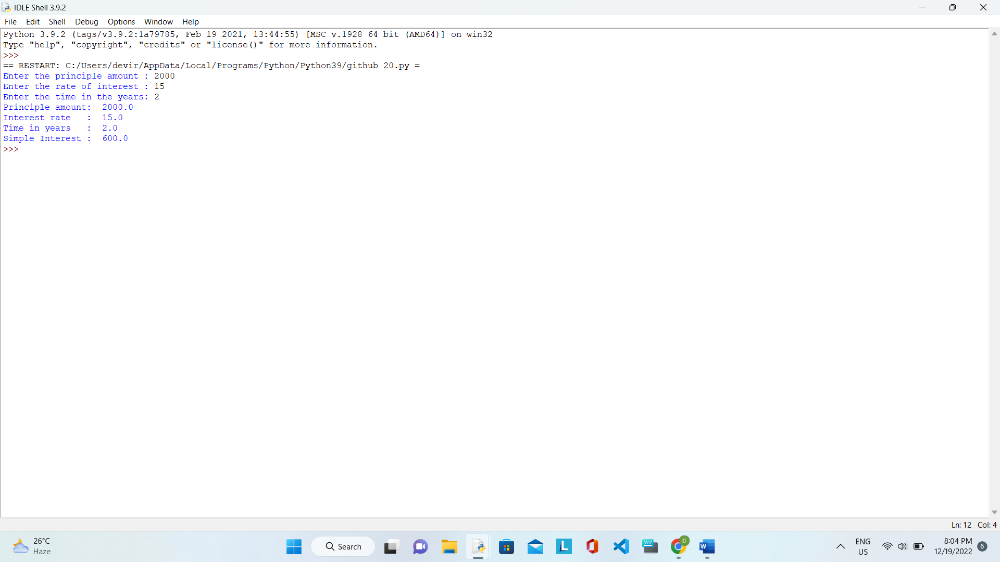 IDLE Shell 3.9.2
File Edit Shell Debug Options Window Help
Python 3.9.2 (tags/v3.9.2:1a79785, Feb 19 2021, 13:44:55) [MSC v.1928 64 bit (AMD64)] on win32
Type "help", "copyright", "credits" or "license()" for more information.
>>>
== RESTART: C:/Users/devir/AppData/Local/Programs/Python/Python39/github 20.py =
Enter the principle amount : 2000
Enter the rate of interest : 15
Enter the time in the years: 2
Principle amount:  2000.0
Interest rate   :  15.0
Time in years   :  2.0
Simple Interest :  600.0
>>>
Ln: 12 Col: 4
26°C
Haze
Search
L
D
W
ENG
US
8:04 PM
12/19/2022
6